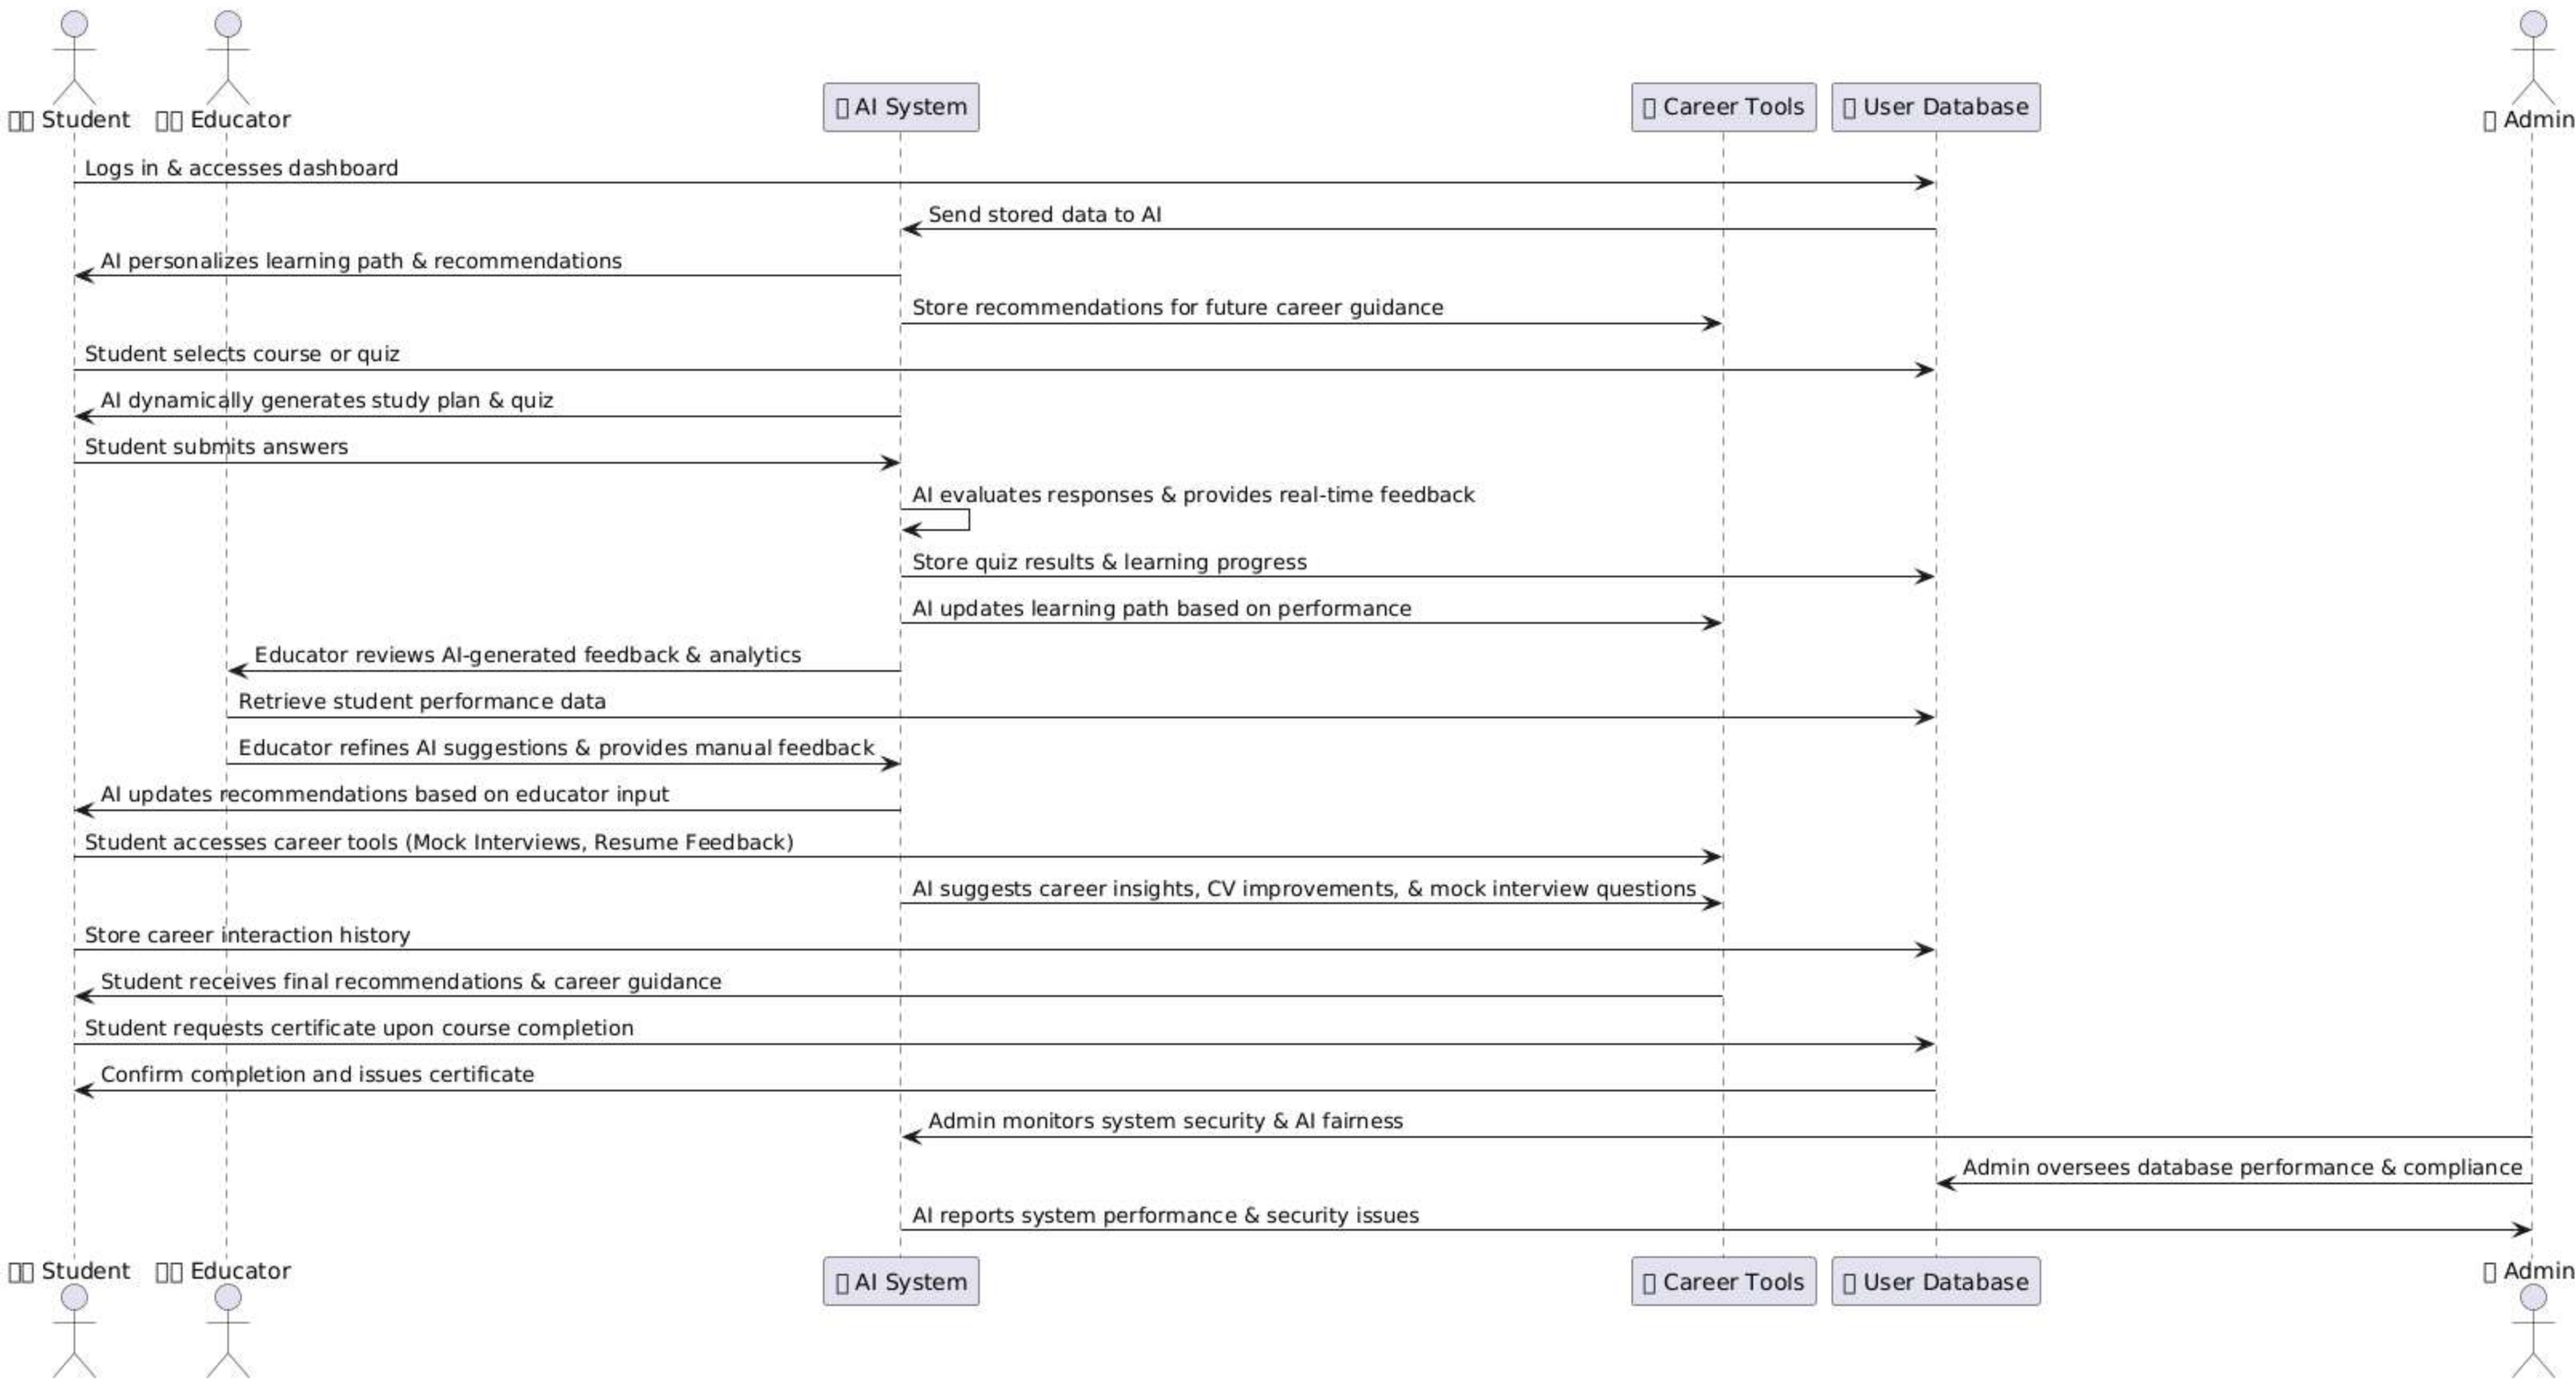 Student
Educator
AI System
Career Tools
User Database
Admin
Logs in & accesses dashboard
Send stored data to AI
AI personalizes learning path & recommendations
Store recommendations for future career guidance
Student selects course or quiz
AI dynamically generates study plan & quiz
Student submits answers
AI evaluates responses & provides real-time feedback
Store quiz results & learning progress
AI updates learning path based on performance
Educator reviews AI-generated feedback & analytics
Retrieve student performance data
Educator refines AI suggestions & provides manual feedback
AI updates recommendations based on educator input
Student accesses career tools (Mock Interviews, Resume Feedback)
AI suggests career insights, CV improvements, & mock interview questions
Store career interaction history
Student receives final recommendations & career guidance
Student requests certificate upon course completion
Confirm completion and issues certificate
Admin monitors system security & AI fairness
Admin oversees database performance & compliance
AI reports system performance & security issues
Student
Educator
AI System
Career Tools
User Database
Admin